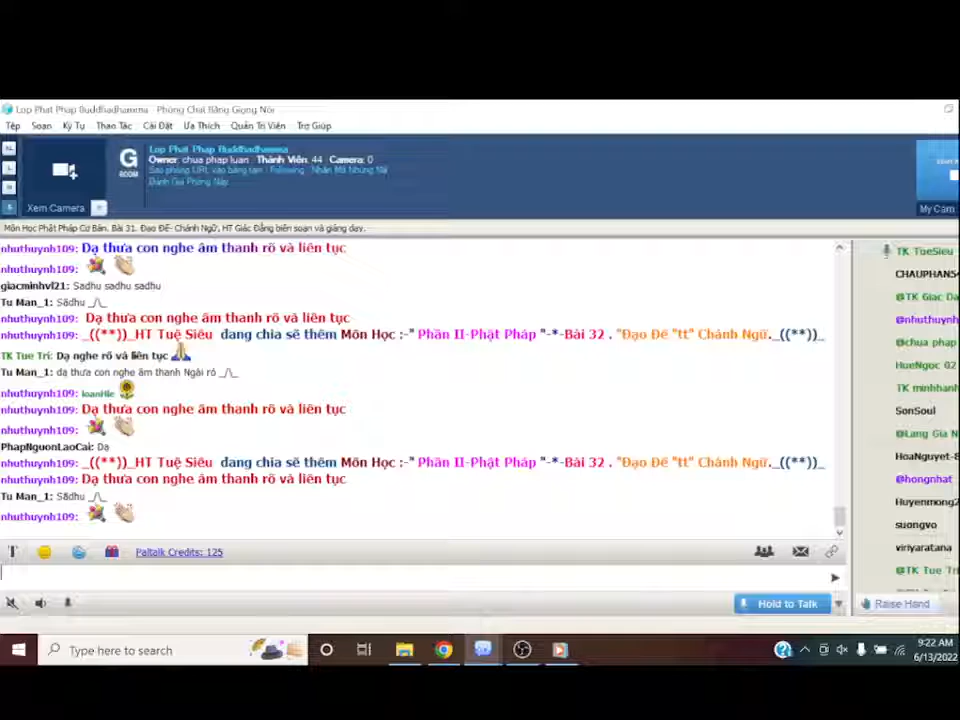 Lop Phat Phap Buddhadhamma - Phòng Chat Bằng Giọng Nói
Tệp Soạn Ký Tự Thao Tác Cài Đặt Ưa Thích Quản Trị Viên Trợ Giúp
Lop Phat Phap Buddhadhamma
Owner: chua phap luan · Thành Viên: 44 Camera: 0
G
ROOM
Đánh Giá Phòng Này
Xem Camera
My Cam
Môn Học Phật Pháp Cơ Bản. Bài 31. Đạo ĐẾ- Chánh Ngữ, HT Giác Đẳng biên soạn và giảng dạy.
nhuthuynh109: Dạ thưa con nghe âm thanh rõ và liên tục
nhuthuynh109:
giacminhvl21: Sadhu sadhu sadhu
Tu Man_1: Sādhu _/\_
nhuthuynh109: Dạ thưa con nghe âm thanh rõ và liên tục
nhuthuynh109: _((**))_HT Tuệ Siêu đang chia sẽ thêm Môn Học :-" Phần II-Phật Pháp "-*-Bài 32 . "Đạo Đế "tt" Chánh Ngữ._((**))_
TK Tue Tri: Dạ nghe rõ và liên tục
Tu Man_1: dạ thưa con nghe âm thanh Ngài rỏ _/\_
nhuthuynh109: loanHle
nhuthuynh109: Dạ thưa con nghe âm thanh rõ và liên tục
nhuthuynh109:
PhapNguonLaoCai: Dạ
nhuthuynh109: _((**))_HT Tuệ Siêu đang chia sẽ thêm Môn Học :-" Phần II-Phật Pháp "-*-Bài 32 . "Đạo Đế "tt" Chánh Ngữ._((**))_
nhuthuynh109: Dạ thưa con nghe âm thanh rõ và liên tục
Tu Man_1: Sādhu _/\_
nhuthuynh109:
TK TueSieu
CHAUPHAN54
@TK Giac Da
@nhuthuynh
@chua phap
HueNgoc 02
TK minhhanh
SonSoul
@Lang Gia N
HoaNguyet-8
@hongnhat
Huyenmong2
suongvo
viriyaratana
@TK Tue Tri
T Paltalk Credits: 125
Hold to Talk
Raise Hand
Type here to search
9:22 AM
6/13/2022